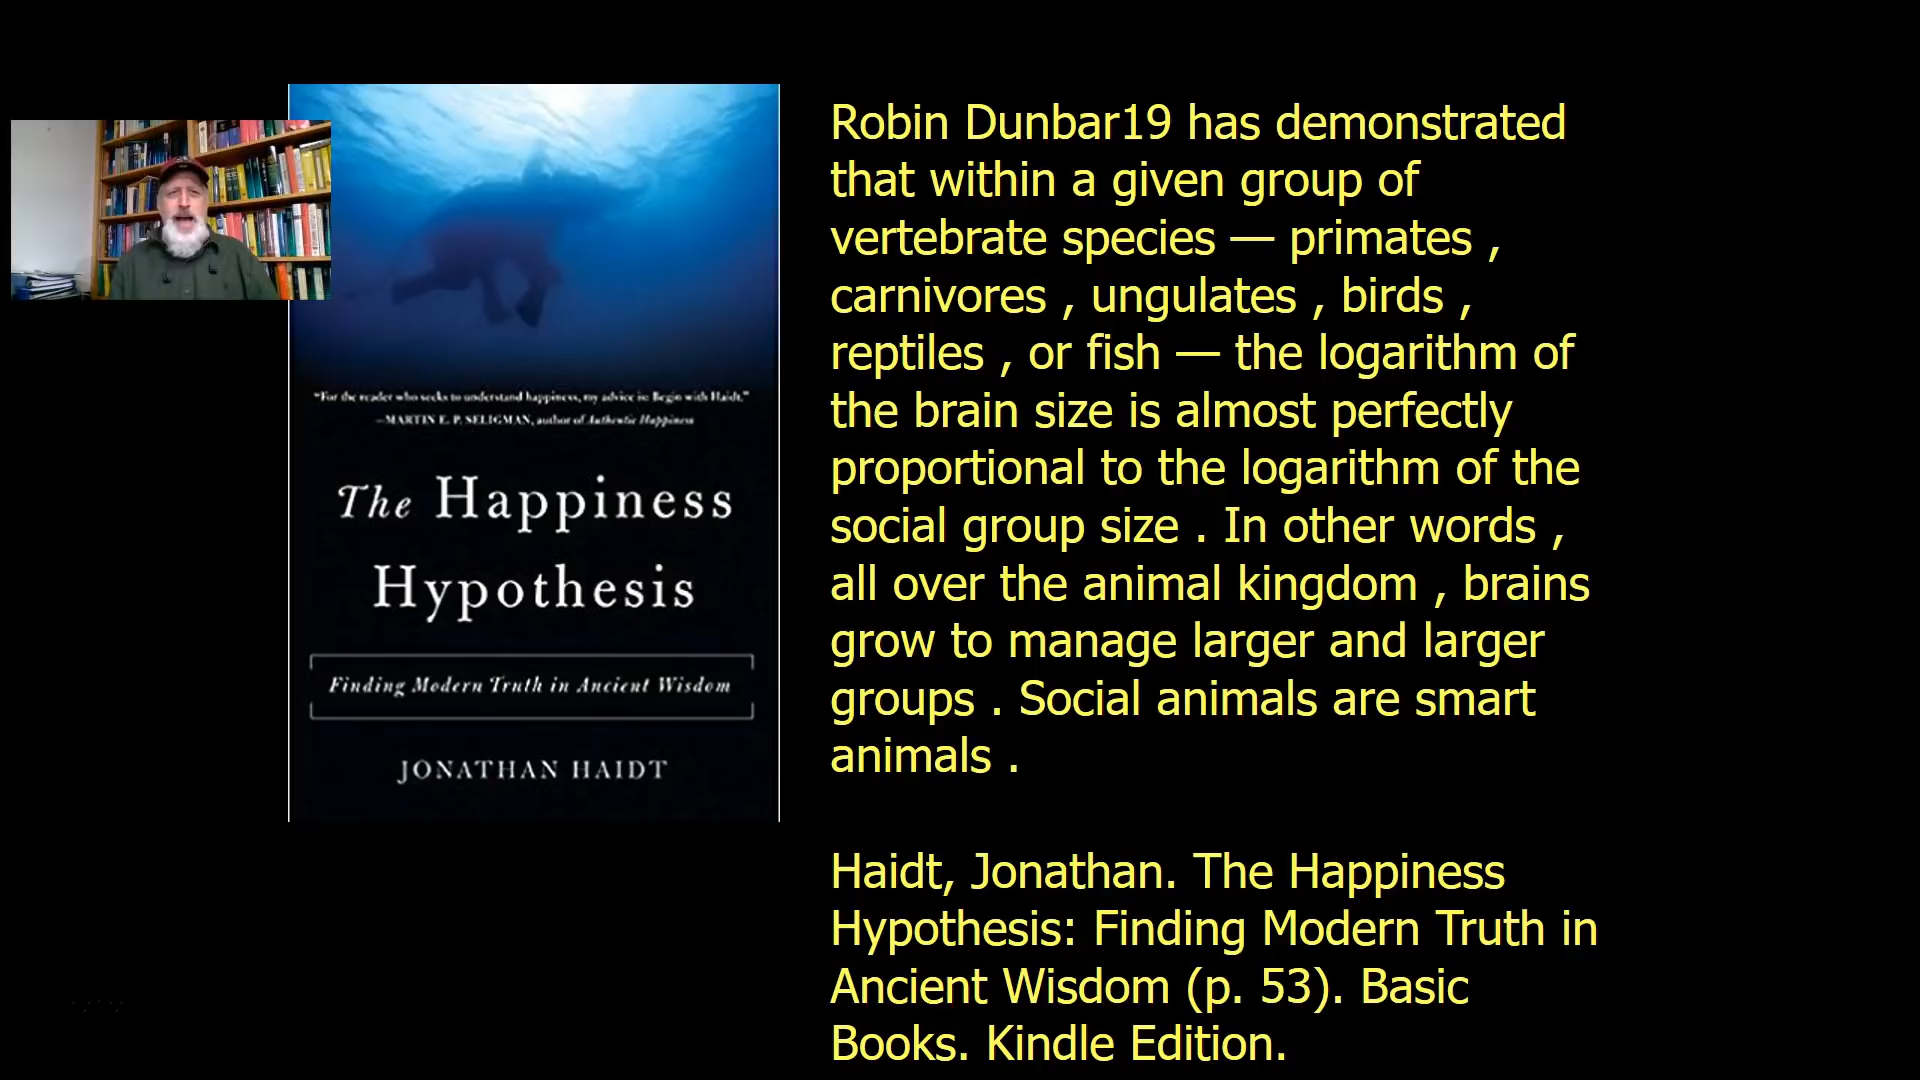 "For the reader who seeks to understand happiness, my advice is: Begin with Haidt."
—MARTIN E. P. SELIGMAN, author of Authentic Happiness
The Happiness
Hypothesis
Finding Modern Truth in Ancient Wisdom
JONATHAN HAIDT
Robin Dunbar19 has demonstrated
that within a given group of
vertebrate species — primates ,
carnivores , ungulates , birds ,
reptiles , or fish — the logarithm of
the brain size is almost perfectly
proportional to the logarithm of the
social group size . In other words ,
all over the animal kingdom , brains
grow to manage larger and larger
groups . Social animals are smart
animals .
Haidt, Jonathan. The Happiness
Hypothesis: Finding Modern Truth in
Ancient Wisdom (p. 53). Basic
Books. Kindle Edition.